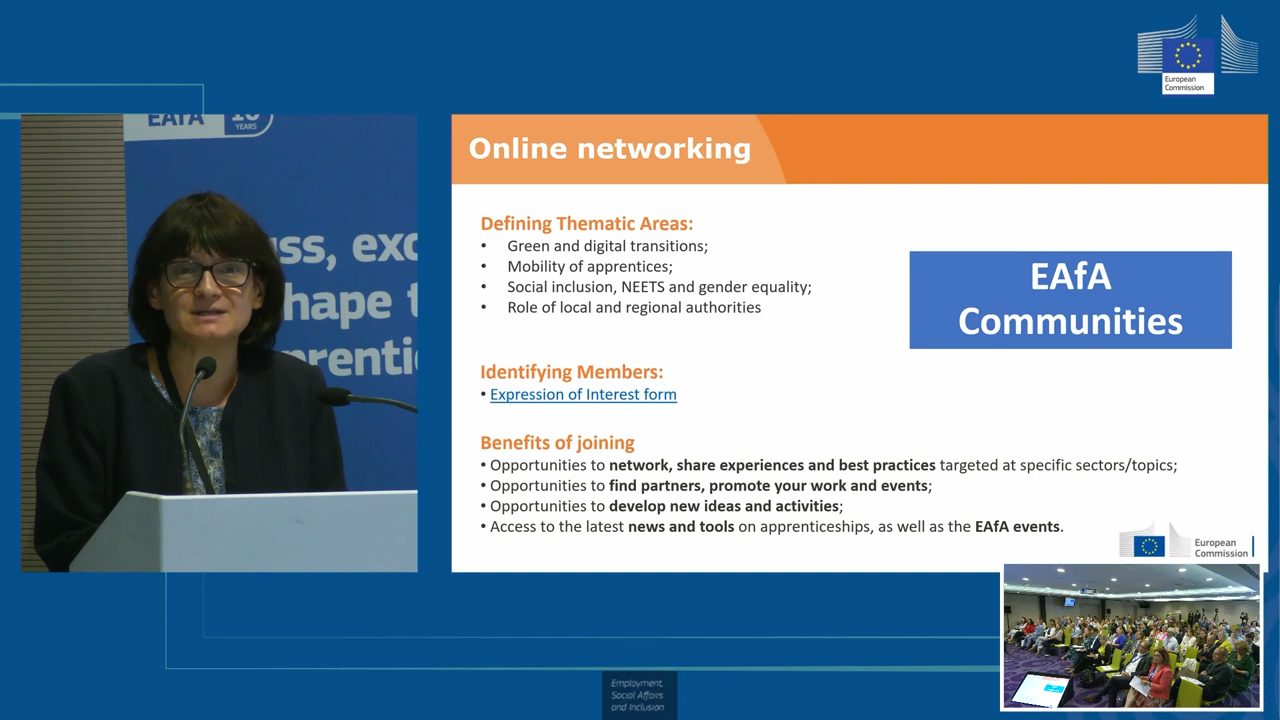 European
Commission
EAfA 10
YEARS
Online networking
Defining Thematic Areas:
• Green and digital transitions;
• Mobility of apprentices;
• Social inclusion, NEETS and gender equality;
• Role of local and regional authorities
EAfA
Communities
Identifying Members:
• Expression of Interest form
Benefits of joining
• Opportunities to network, share experiences and best practices targeted at specific sectors/topics;
• Opportunities to find partners, promote your work and events;
• Opportunities to develop new ideas and activities;
• Access to the latest news and tools on apprenticeships, as well as the EAfA events.
European
Commission
Employment,
Social Affairs
and Inclusion